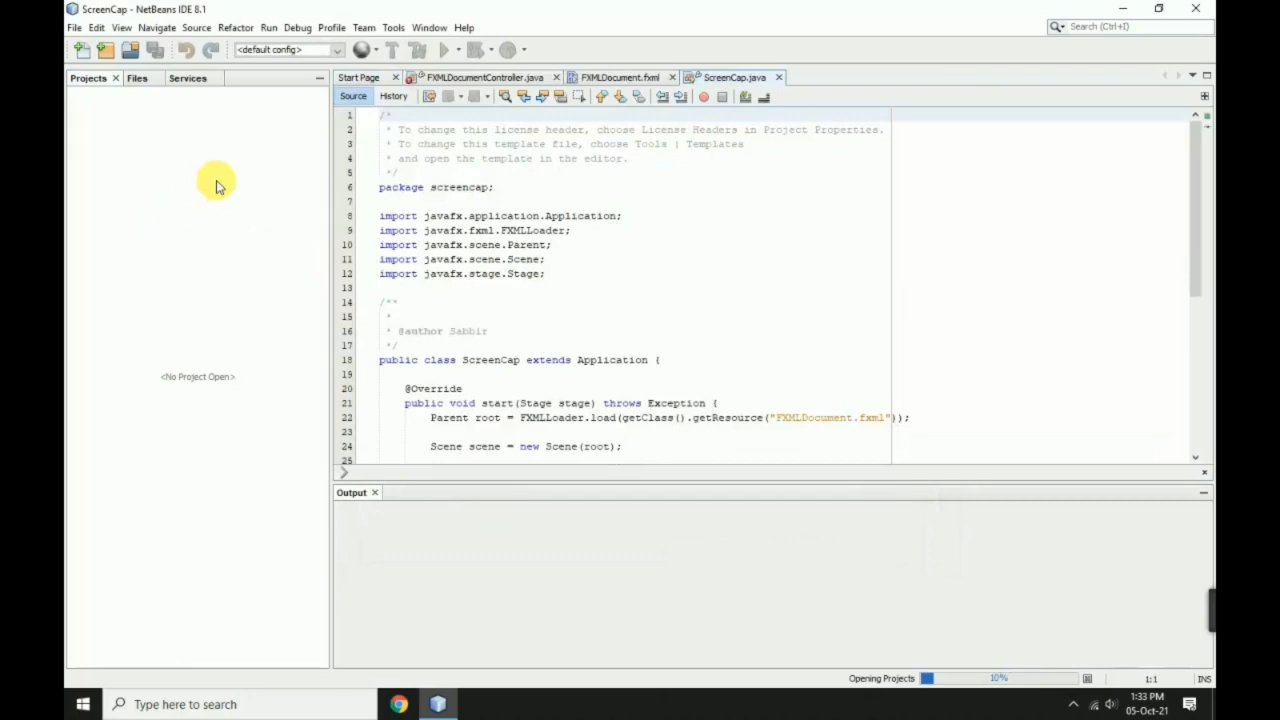 ScreenCap - NetBeans IDE 8.1
File Edit View Navigate Source Refactor Run Debug Profile Team Tools Window Help
Search (Ctrl+I)
<default config>
Projects Files Services
Start Page FXMLDocumentController.java FXMLDocument.fxml ScreenCap.java
Source History
1 /*
2 * To change this license header, choose License Headers in Project Properties.
3 * To change this template file, choose Tools | Templates
4 * and open the template in the editor.
5 */
6 package screencap;
7
8 import javafx.application.Application;
9 import javafx.fxml.FXMLLoader;
10 import javafx.scene.Parent;
11 import javafx.scene.Scene;
12 import javafx.stage.Stage;
13
14 /**
15 *
16 * @author Sabbir
17 */
18 public class ScreenCap extends Application {
19
20 @Override
21 public void start(Stage stage) throws Exception {
22 Parent root = FXMLLoader.load(getClass().getResource("FXMLDocument.fxml"));
23
24 Scene scene = new Scene(root);
25
<No Project Open>
Output
Opening Projects 10% 1:1 INS
Type here to search
1:33 PM
05-Oct-21